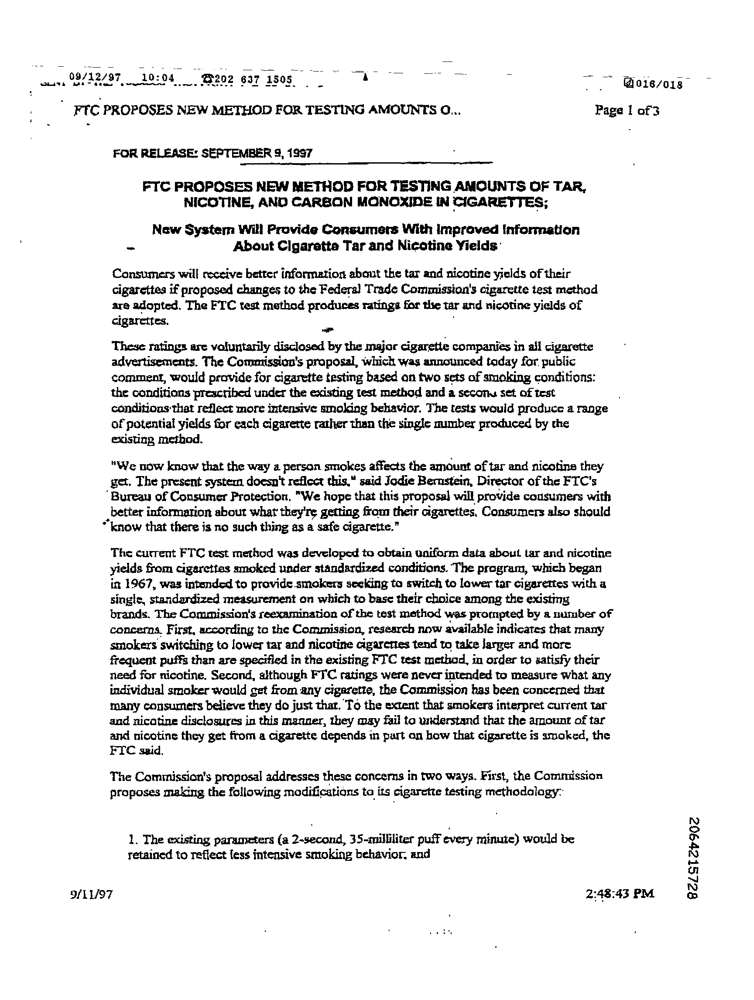 09/12/97 10:04 ☎202 637 1505 016/018
FTC PROPOSES NEW METHOD FOR TESTING AMOUNTS O... Page 1 of 3
FOR RELEASE: SEPTEMBER 9, 1997
FTC PROPOSES NEW METHOD FOR TESTING AMOUNTS OF TAR,
NICOTINE, AND CARBON MONOXIDE IN CIGARETTES;
New System Will Provide Consumers With Improved Information
About Cigarette Tar and Nicotine Yields
Consumers will receive better information about the tar and nicotine yields of their
cigarettes if proposed changes to the Federal Trade Commission's cigarette test method
are adopted. The FTC test method produces ratings for the tar and nicotine yields of
cigarettes.
These ratings are voluntarily disclosed by the major cigarette companies in all cigarette
advertisements. The Commission's proposal, which was announced today for public
comment, would provide for cigarette testing based on two sets of smoking conditions:
the conditions prescribed under the existing test method and a second set of test
conditions that reflect more intensive smoking behavior. The tests would produce a range
of potential yields for each cigarette rather than the single number produced by the
existing method.
"We now know that the way a person smokes affects the amount of tar and nicotine they
get. The present system doesn't reflect this," said Jodie Bernstein, Director of the FTC's
Bureau of Consumer Protection. "We hope that this proposal will provide consumers with
better information about what they're getting from their cigarettes. Consumers also should
know that there is no such thing as a safe cigarette."
The current FTC test method was developed to obtain uniform data about tar and nicotine
yields from cigarettes smoked under standardized conditions. The program, which began
in 1967, was intended to provide smokers seeking to switch to lower tar cigarettes with a
single, standardized measurement on which to base their choice among the existing
brands. The Commission's reexamination of the test method was prompted by a number of
concerns. First, according to the Commission, research now available indicates that many
smokers switching to lower tar and nicotine cigarettes tend to take larger and more
frequent puffs than are specified in the existing FTC test method, in order to satisfy their
need for nicotine. Second, although FTC ratings were never intended to measure what any
individual smoker would get from any cigarette, the Commission has been concerned that
many consumers believe they do just that. To the extent that smokers interpret current tar
and nicotine disclosures in this manner, they may fail to understand that the amount of tar
and nicotine they get from a cigarette depends in part on how that cigarette is smoked, the
FTC said.
The Commission's proposal addresses these concerns in two ways. First, the Commission
proposes making the following modifications to its cigarette testing methodology:
1. The existing parameters (a 2-second, 35-milliliter puff every minute) would be
retained to reflect less intensive smoking behavior; and
9/11/97 2:48:43 PM
2064215728